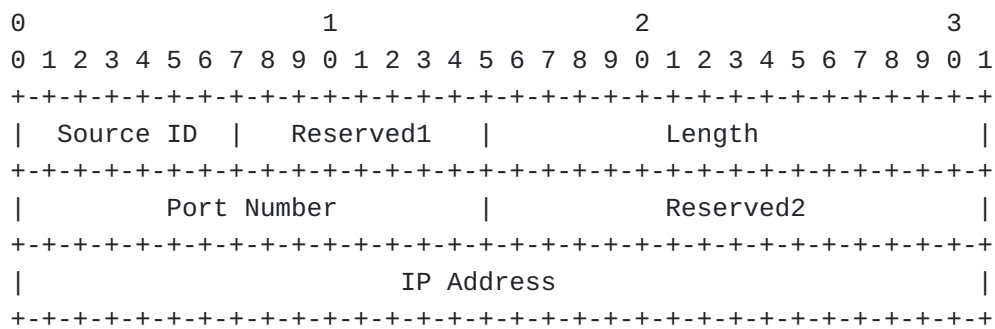 0                   1                   2                   3
0 1 2 3 4 5 6 7 8 9 0 1 2 3 4 5 6 7 8 9 0 1 2 3 4 5 6 7 8 9 0 1
+-+-+-+-+-+-+-+-+-+-+-+-+-+-+-+-+-+-+-+-+-+-+-+-+-+-+-+-+-+-+-+
|  Source ID  |   Reserved1   |           Length              |
+-+-+-+-+-+-+-+-+-+-+-+-+-+-+-+-+-+-+-+-+-+-+-+-+-+-+-+-+-+-+-+
|         Port Number         |           Reserved2           |
+-+-+-+-+-+-+-+-+-+-+-+-+-+-+-+-+-+-+-+-+-+-+-+-+-+-+-+-+-+-+-+
|                        IP Address                           |
+-+-+-+-+-+-+-+-+-+-+-+-+-+-+-+-+-+-+-+-+-+-+-+-+-+-+-+-+-+-+-+